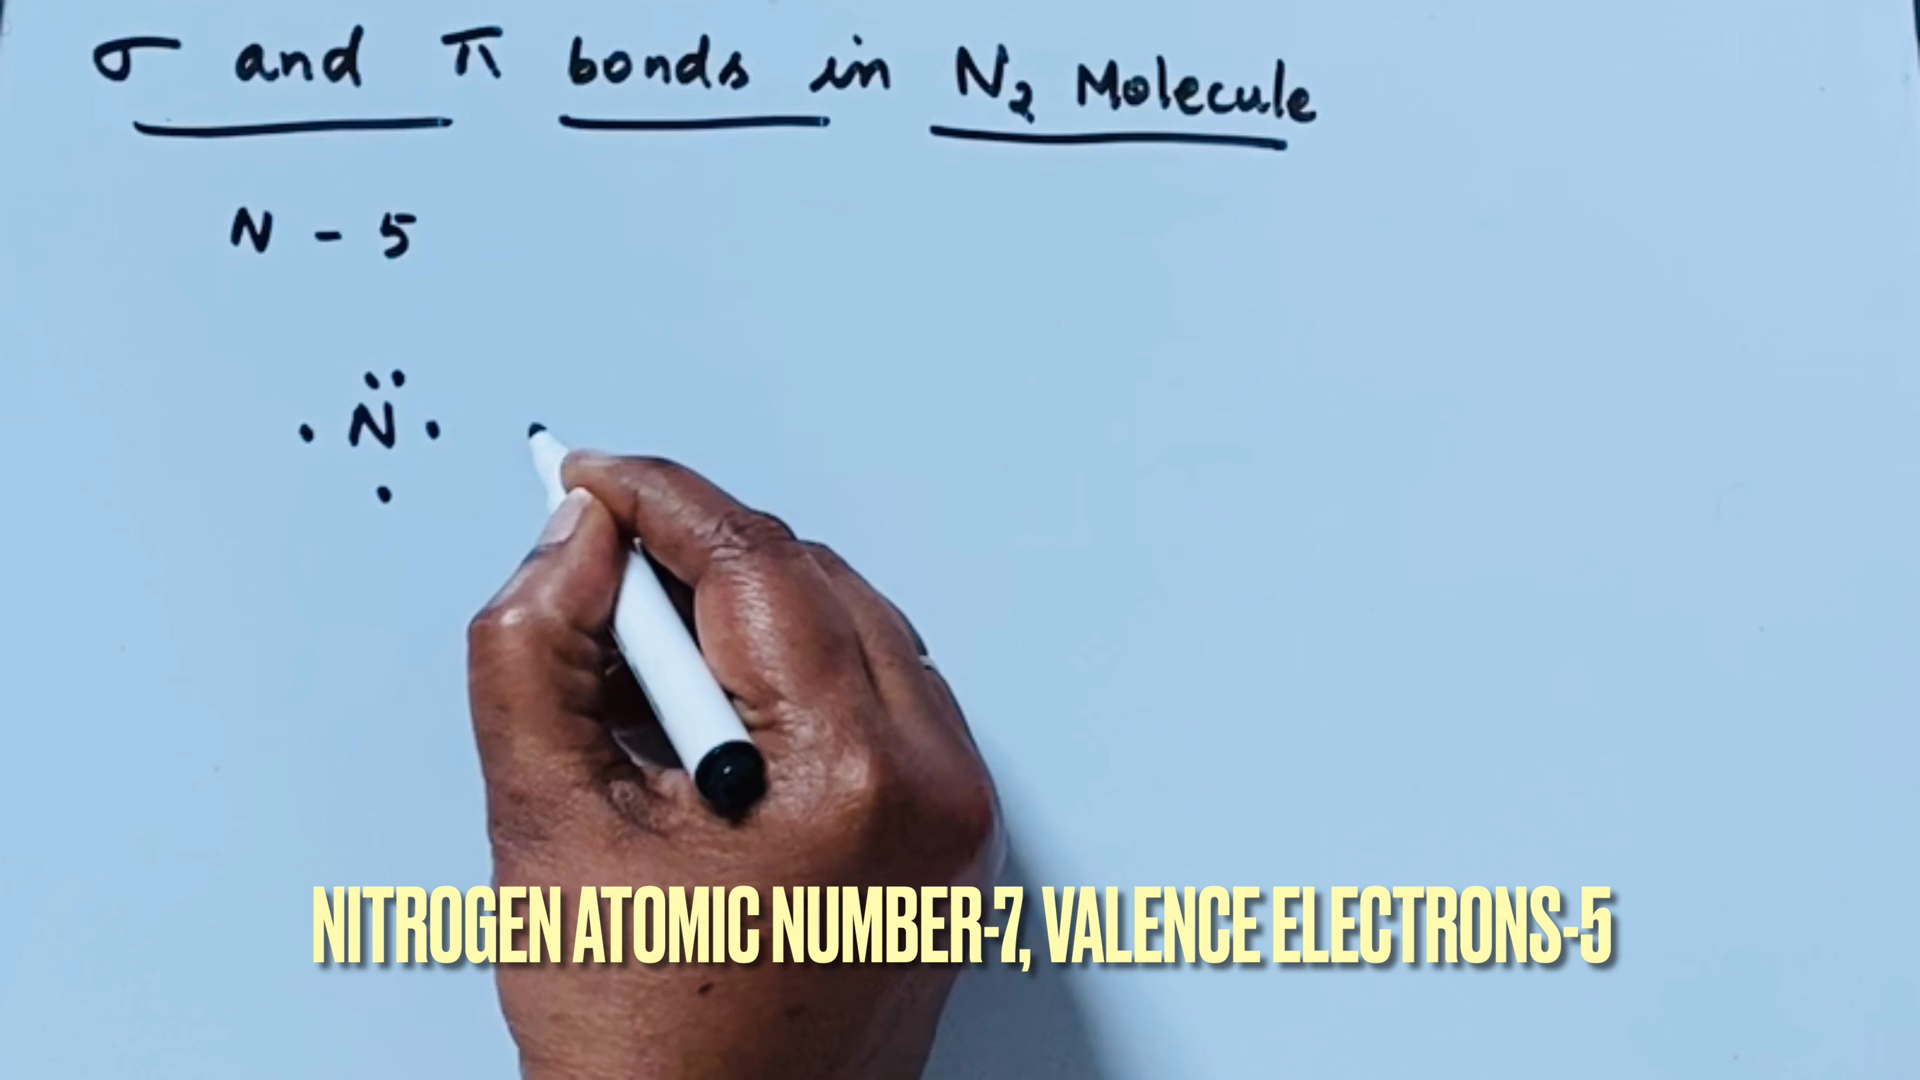 σ and π bonds in N₂ Molecule
N - 5
N
NITROGEN ATOMIC NUMBER-7, VALENCE ELECTRONS-5